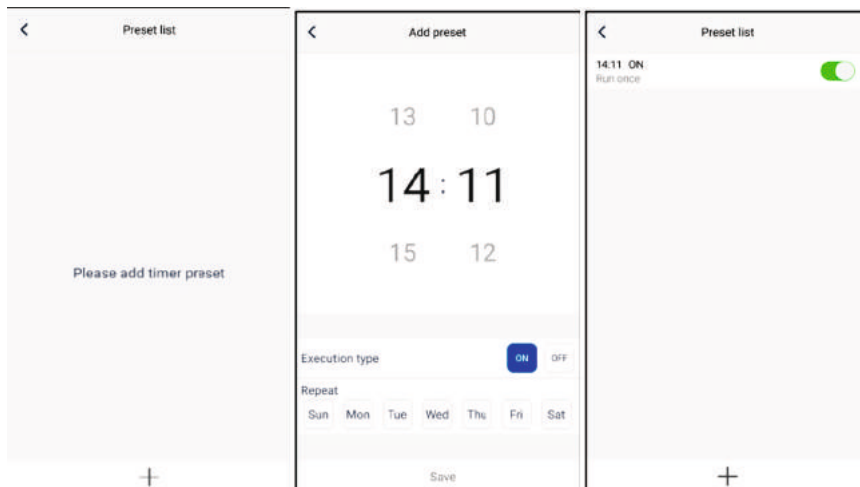 Preset list
Please add timer preset
Add preset
13 10
14 : 11
15 12
Execution type ON OFF
Repeat
Sun Mon Tue Wed Thu Fri Sat
Save
Preset list
14:11 ON
Run once